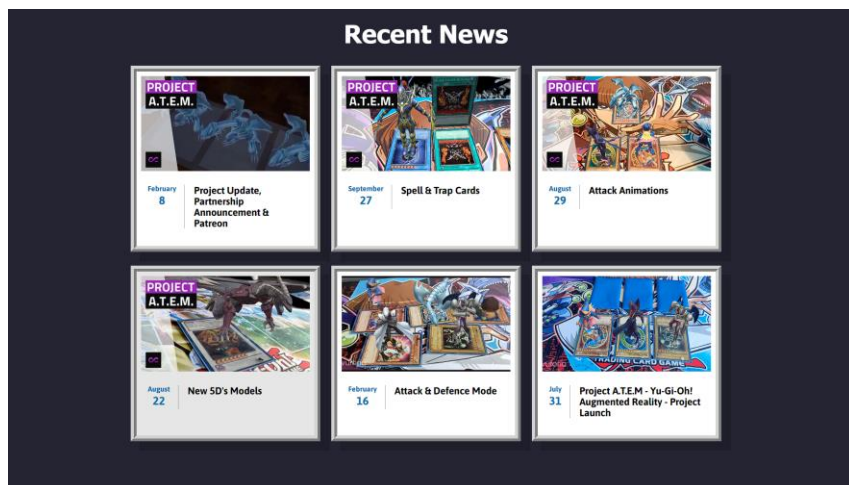 Recent News
PROJECT
A.T.E.M.
February
8
Project Update,
Partnership
Announcement &
Patreon
PROJECT
A.T.E.M.
September
27
Spell & Trap Cards
PROJECT
A.T.E.M.
August
29
Attack Animations
PROJECT
A.T.E.M.
August
22
New 5D's Models
February
16
Attack & Defence Mode
TRADING CARD GAME
July
31
Project A.T.E.M - Yu-Gi-Oh!
Augmented Reality - Project
Launch